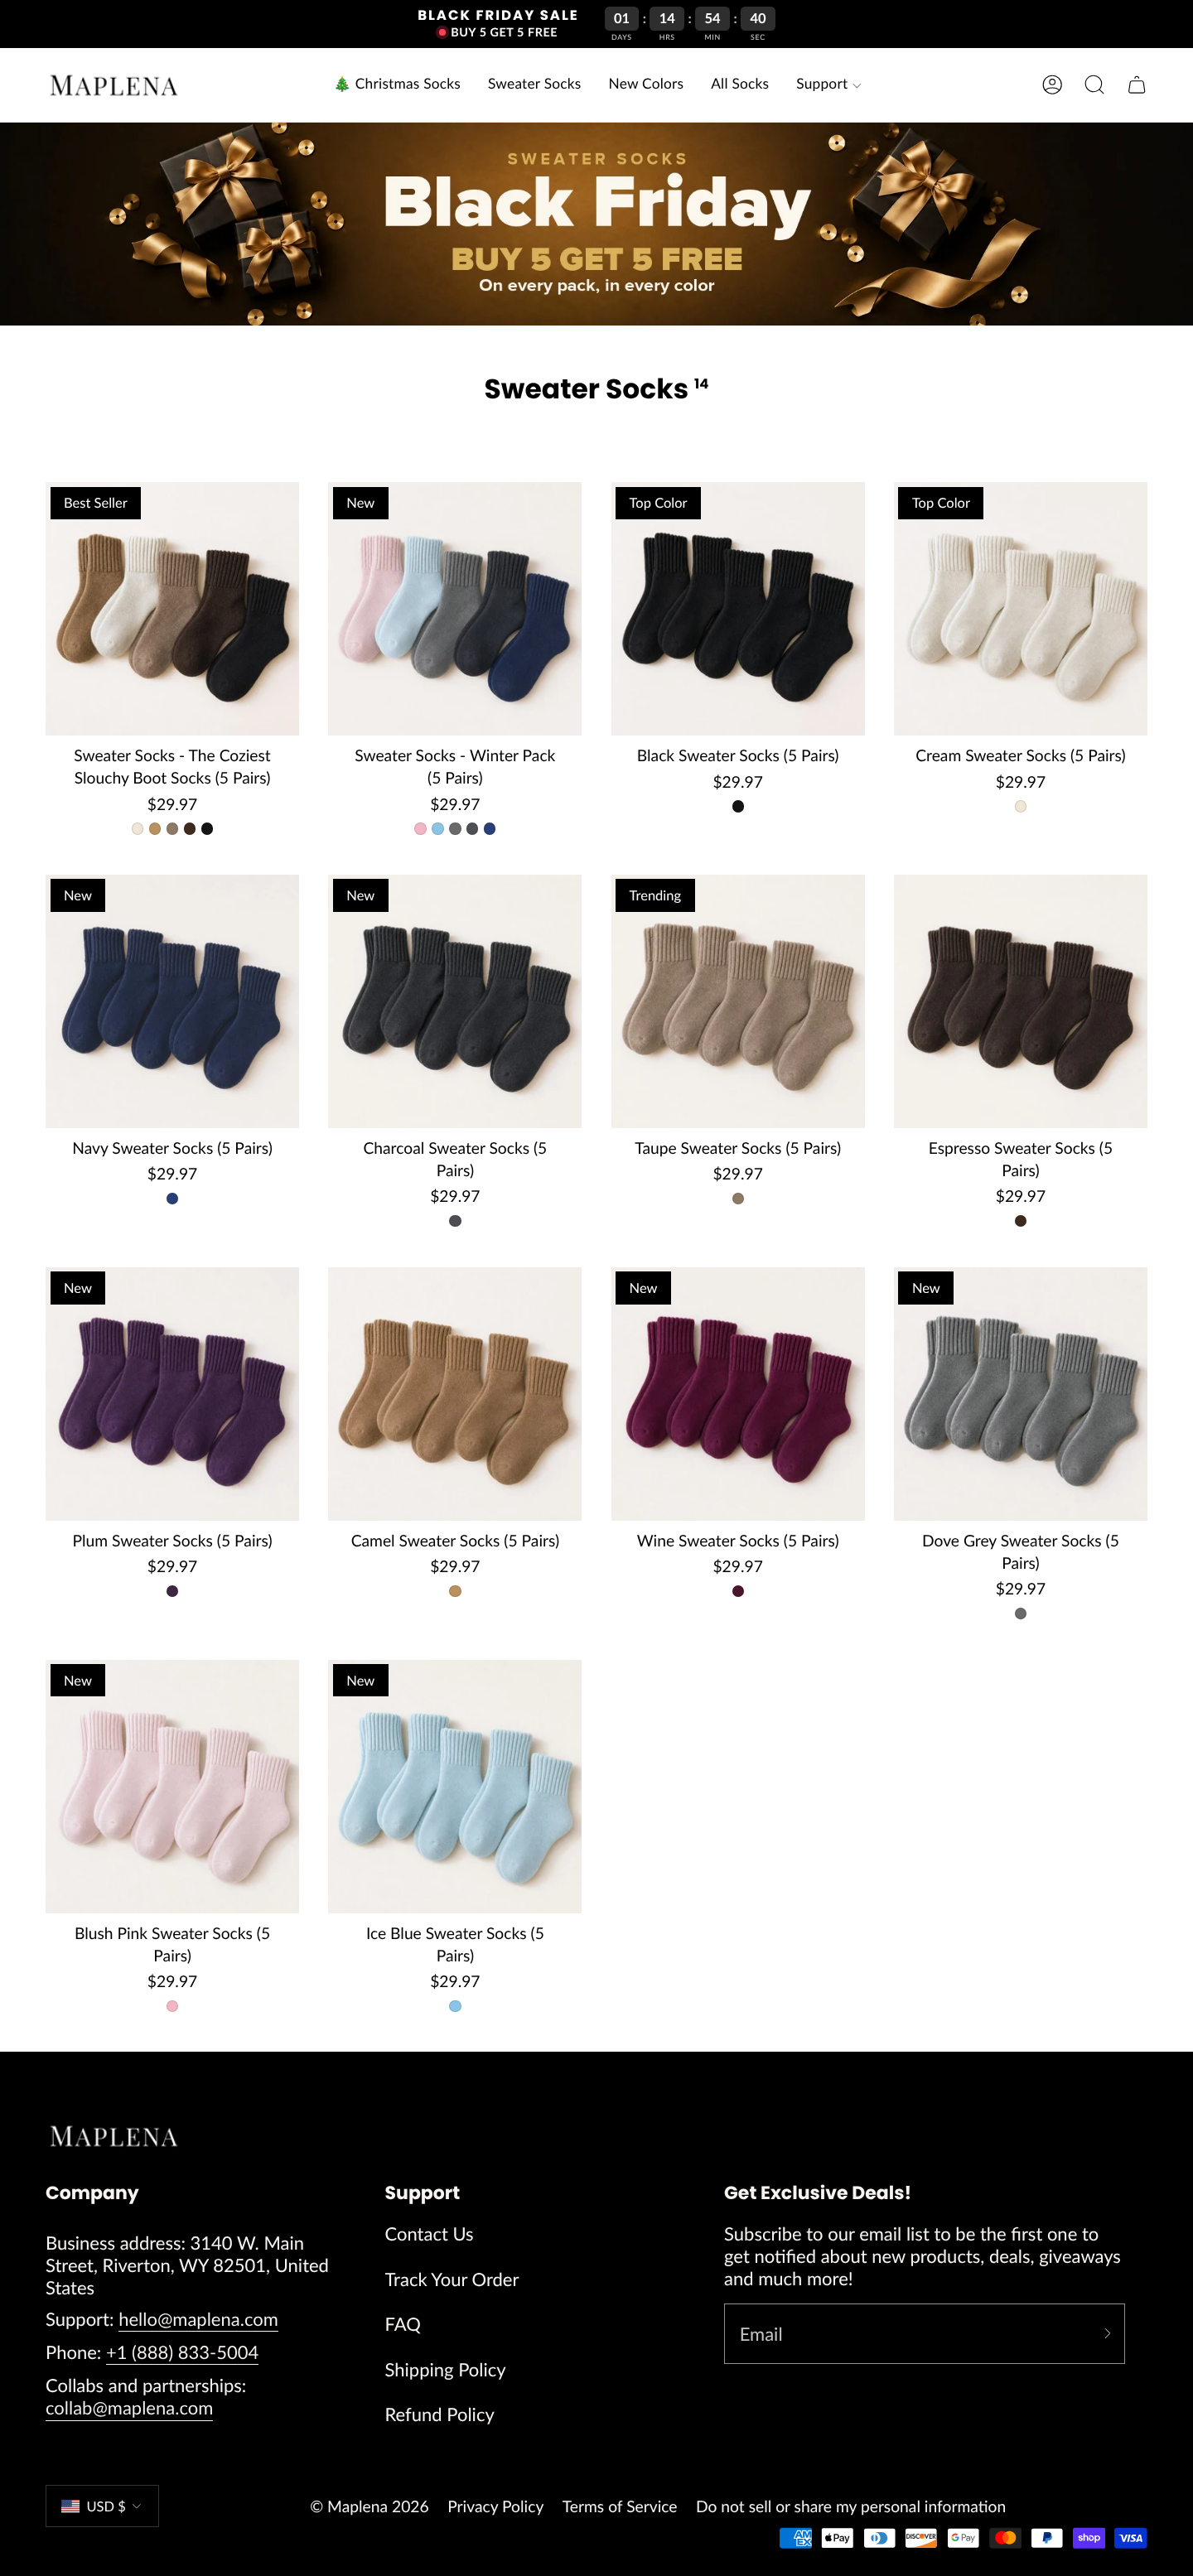 BLACK FRIDAY SALE
BUY 5 GET 5 FREE
01 : 14 : 54 : 40
DAYS HRS MIN SEC
MAPLENA
🎄 Christmas Socks
Sweater Socks
New Colors
All Socks
Support
SWEATER SOCKS
Black Friday
BUY 5 GET 5 FREE
On every pack, in every color
Sweater Socks 14
Best Seller
New
Top Color
Top Color
Sweater Socks - The Coziest
Slouchy Boot Socks (5 Pairs)
$29.97
Sweater Socks - Winter Pack
(5 Pairs)
$29.97
Black Sweater Socks (5 Pairs)
$29.97
Cream Sweater Socks (5 Pairs)
$29.97
New
New
Trending
Navy Sweater Socks (5 Pairs)
$29.97
Charcoal Sweater Socks (5
Pairs)
$29.97
Taupe Sweater Socks (5 Pairs)
$29.97
Espresso Sweater Socks (5
Pairs)
$29.97
New
New
New
Plum Sweater Socks (5 Pairs)
$29.97
Camel Sweater Socks (5 Pairs)
$29.97
Wine Sweater Socks (5 Pairs)
$29.97
Dove Grey Sweater Socks (5
Pairs)
$29.97
New
New
Blush Pink Sweater Socks (5
Pairs)
$29.97
Ice Blue Sweater Socks (5
Pairs)
$29.97
MAPLENA
Company
Business address: 3140 W. Main
Street, Riverton, WY 82501, United
States
Support: hello@maplena.com
Phone: +1 (888) 833-5004
Collabs and partnerships:
collab@maplena.com
Support
Contact Us
Track Your Order
FAQ
Shipping Policy
Refund Policy
Get Exclusive Deals!
Subscribe to our email list to be the first one to
get notified about new products, deals, giveaways
and much more!
Email
USD $
© Maplena 2026
Privacy Policy
Terms of Service
Do not sell or share my personal information
AMEX
Pay
DISCOVER
G Pay
shop
VISA